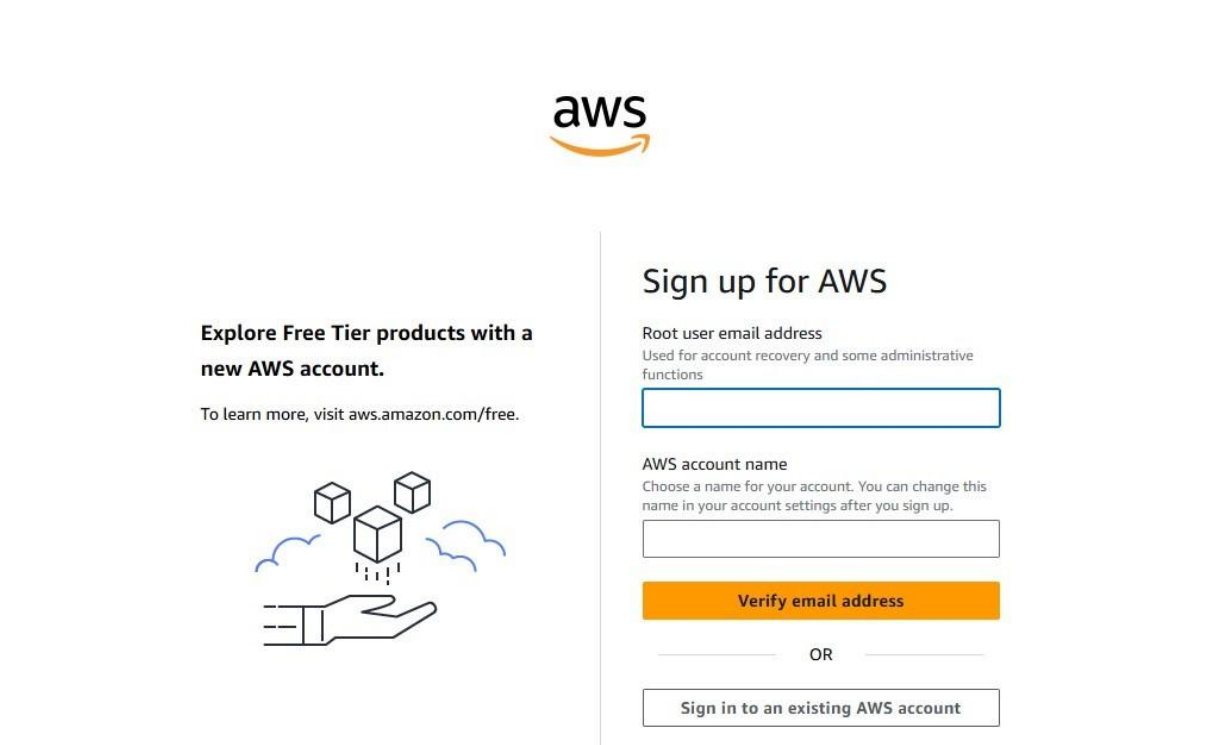 aws
Explore Free Tier products with a
new AWS account.
To learn more, visit aws.amazon.com/free.
Sign up for AWS
Root user email address
Used for account recovery and some administrative
functions
AWS account name
Choose a name for your account. You can change this
name in your account settings after you sign up.
Verify email address
OR
Sign in to an existing AWS account